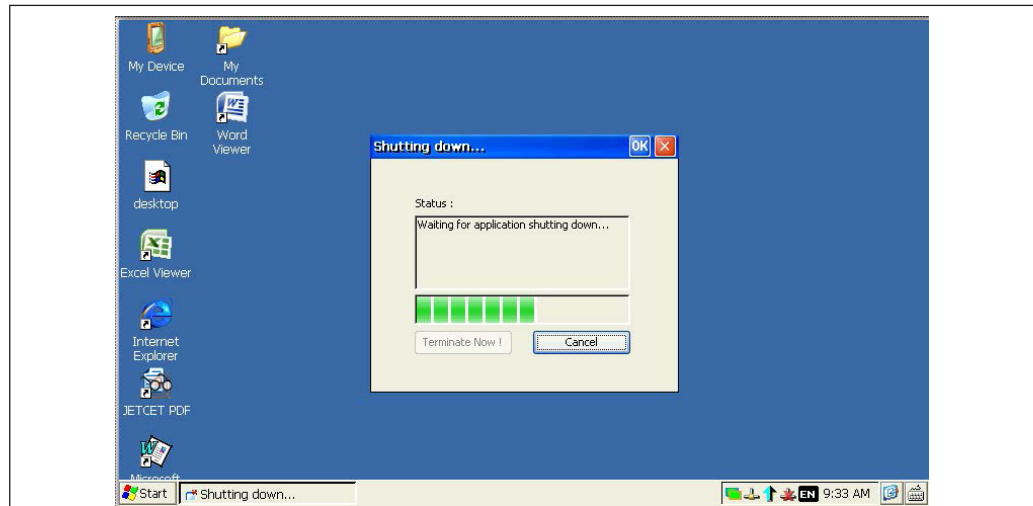 My Device
My
Documents
Recycle Bin
Word
Viewer
desktop
Excel Viewer
Internet
Explorer
JETCET PDF
Microsoft
Shutting down...
OK
Status :
Waiting for application shutting down...
Terminate Now !
Cancel
Start
Shutting down...
EN
9:33 AM